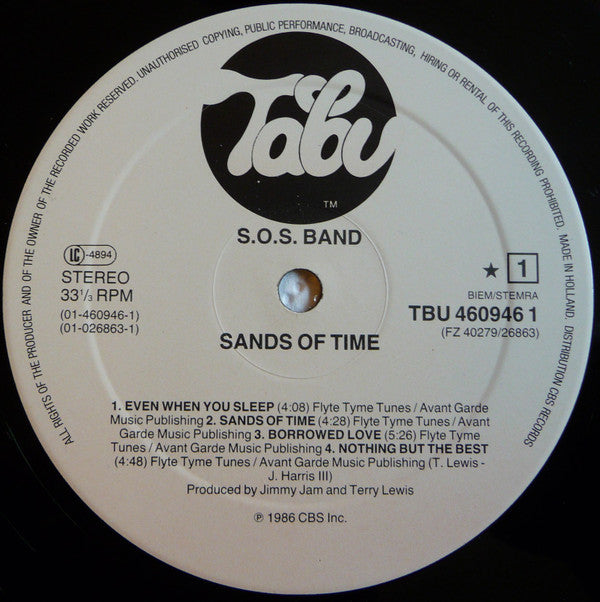 ALL RIGHTS OF THE PRODUCER AND OF THE OWNER OF THE RECORDED WORK RESERVED. UNAUTHORISED COPYING, PUBLIC PERFORMANCE, BROADCASTING, HIRING OR RENTAL OF THIS RECORDING PROHIBITED. MADE IN HOLLAND. DISTRIBUTION CBS RECORDS
Tabu
TM
S.O.S. BAND
LC-4894
STEREO
33⅓ RPM
(01-460946-1)
(01-026863-1)
★ 1
BIEM/STEMRA
TBU 460946 1
(FZ 40279/26863)
SANDS OF TIME
1. EVEN WHEN YOU SLEEP (4:08) Flyte Tyme Tunes / Avant Garde
Music Publishing 2. SANDS OF TIME (4:28) Flyte Tyme Tunes / Avant
Garde Music Publishing 3. BORROWED LOVE (5:26) Flyte Tyme
Tunes / Avant Garde Music Publishing 4. NOTHING BUT THE BEST
(4:48) Flyte Tyme Tunes / Avant Garde Music Publishing (T. Lewis -
J. Harris III)
Produced by Jimmy Jam and Terry Lewis
℗ 1986 CBS Inc.